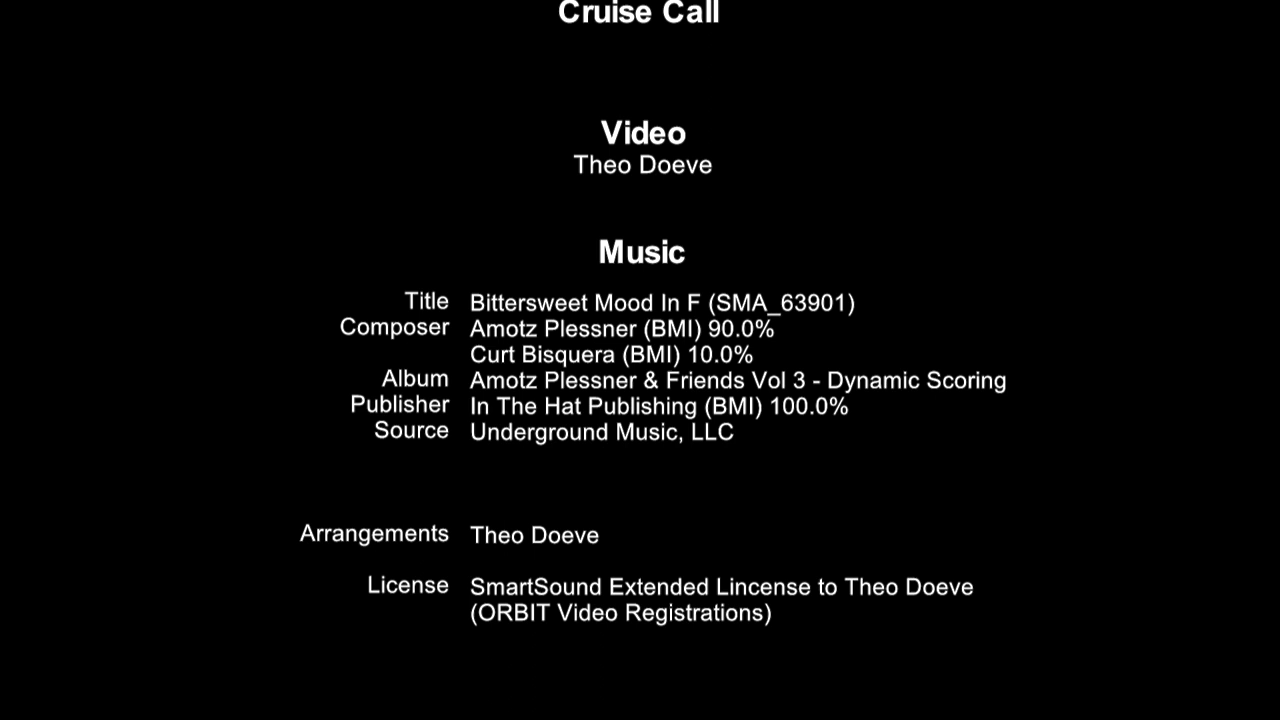 Cruise Call
Video
Theo Doeve
Music
Title Bittersweet Mood In F (SMA_63901)
Composer Amotz Plessner (BMI) 90.0%
Curt Bisquera (BMI) 10.0%
Album Amotz Plessner & Friends Vol 3 - Dynamic Scoring
Publisher In The Hat Publishing (BMI) 100.0%
Source Underground Music, LLC
Arrangements Theo Doeve
License SmartSound Extended Lincense to Theo Doeve
(ORBIT Video Registrations)